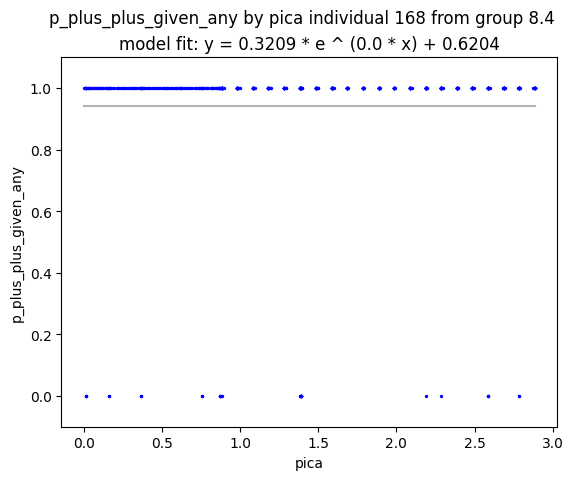 p_plus_plus_given_any by pica individual 168 from group 8.4
model fit: y = 0.3209 * e ^ (0.0 * x) + 0.6204
1.0
0.8
0.6
0.4
0.2
0.0
p_plus_plus_given_any
0.0 0.5 1.0 1.5 2.0 2.5 3.0
pica